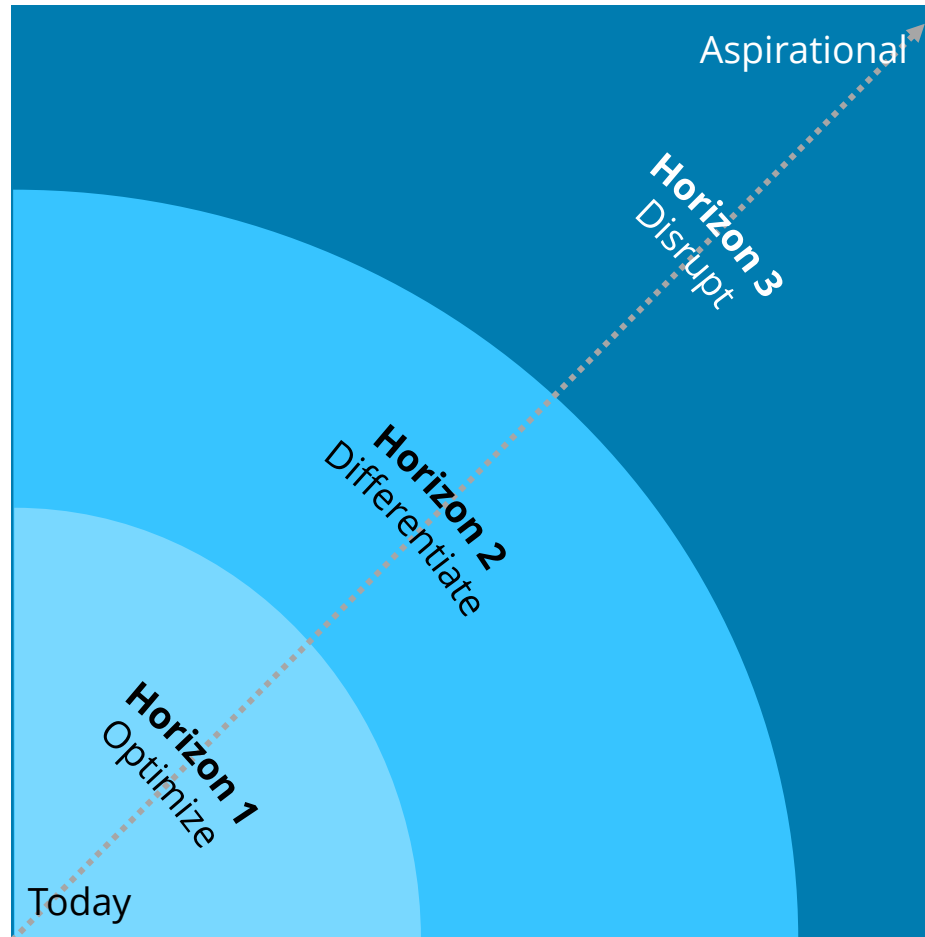 Aspirational
Horizon 3
Disrupt
Horizon 2
Differentiate
Horizon 1
Optimize
Today